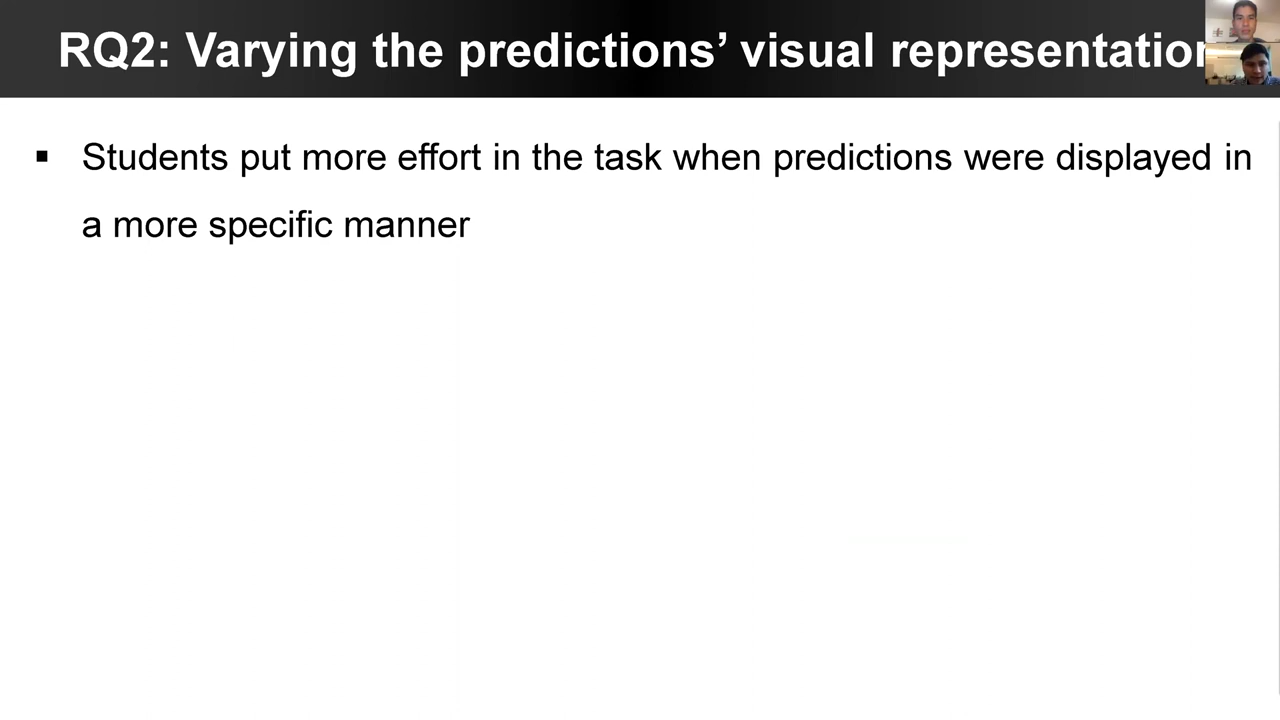 RQ2: Varying the predictions’ visual representation
▪ Students put more effort in the task when predictions were displayed in
a more specific manner